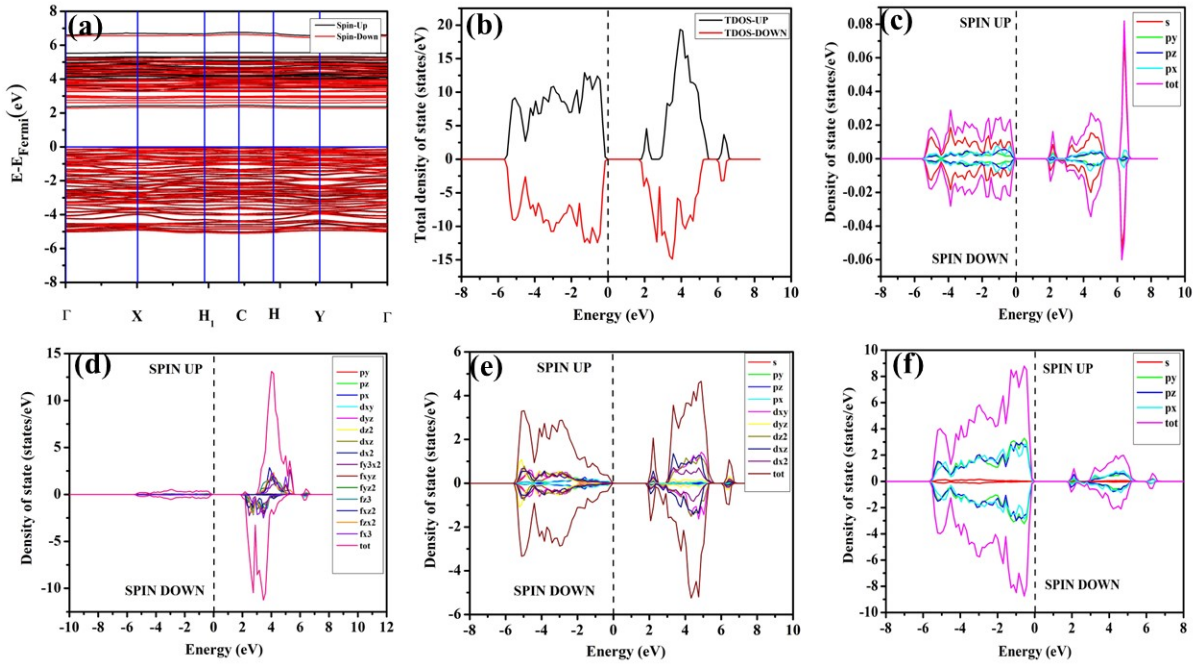 (a)
Spin-Up
Spin-Down
E-E_Fermi(eV)
8
6
4
2
0
-2
-4
-6
-8
Γ X H_1 C H Y Γ
(b)
TDOS-UP
TDOS-DOWN
Total density of state (states/eV)
20
15
10
5
0
-5
-10
-15
-8 -6 -4 -2 0 2 4 6 8 10
Energy (eV)
(c)
SPIN UP
s
py
pz
px
tot
Density of state (states/eV)
0.08
0.06
0.04
0.02
0.00
-0.02
-0.04
-0.06
SPIN DOWN
-8 -6 -4 -2 0 2 4 6 8 10
Energy (eV)
(d)
SPIN UP
py
pz
px
dxy
dyz
dz2
dxz
dx2
fy3x2
fxyz
fyz2
fz3
fxz2
fzx2
fx3
tot
Density of state (states/eV)
15
10
5
0
-5
-10
SPIN DOWN
-10 -8 -6 -4 -2 0 2 4 6 8 10 12
Energy (eV)
(e)
SPIN UP
s
py
pz
px
dxy
dyz
dz2
dxz
dx2
tot
Density of state (states/eV)
6
4
2
0
-2
-4
-6
SPIN DOWN
-8 -6 -4 -2 0 2 4 6 8 10
Energy (eV)
(f)
SPIN UP
s
py
pz
px
tot
Density of state (states/eV)
10
8
6
4
2
0
-2
-4
-6
-8
-10
SPIN DOWN
-8 -6 -4 -2 0 2 4 6 8
Energy (eV)